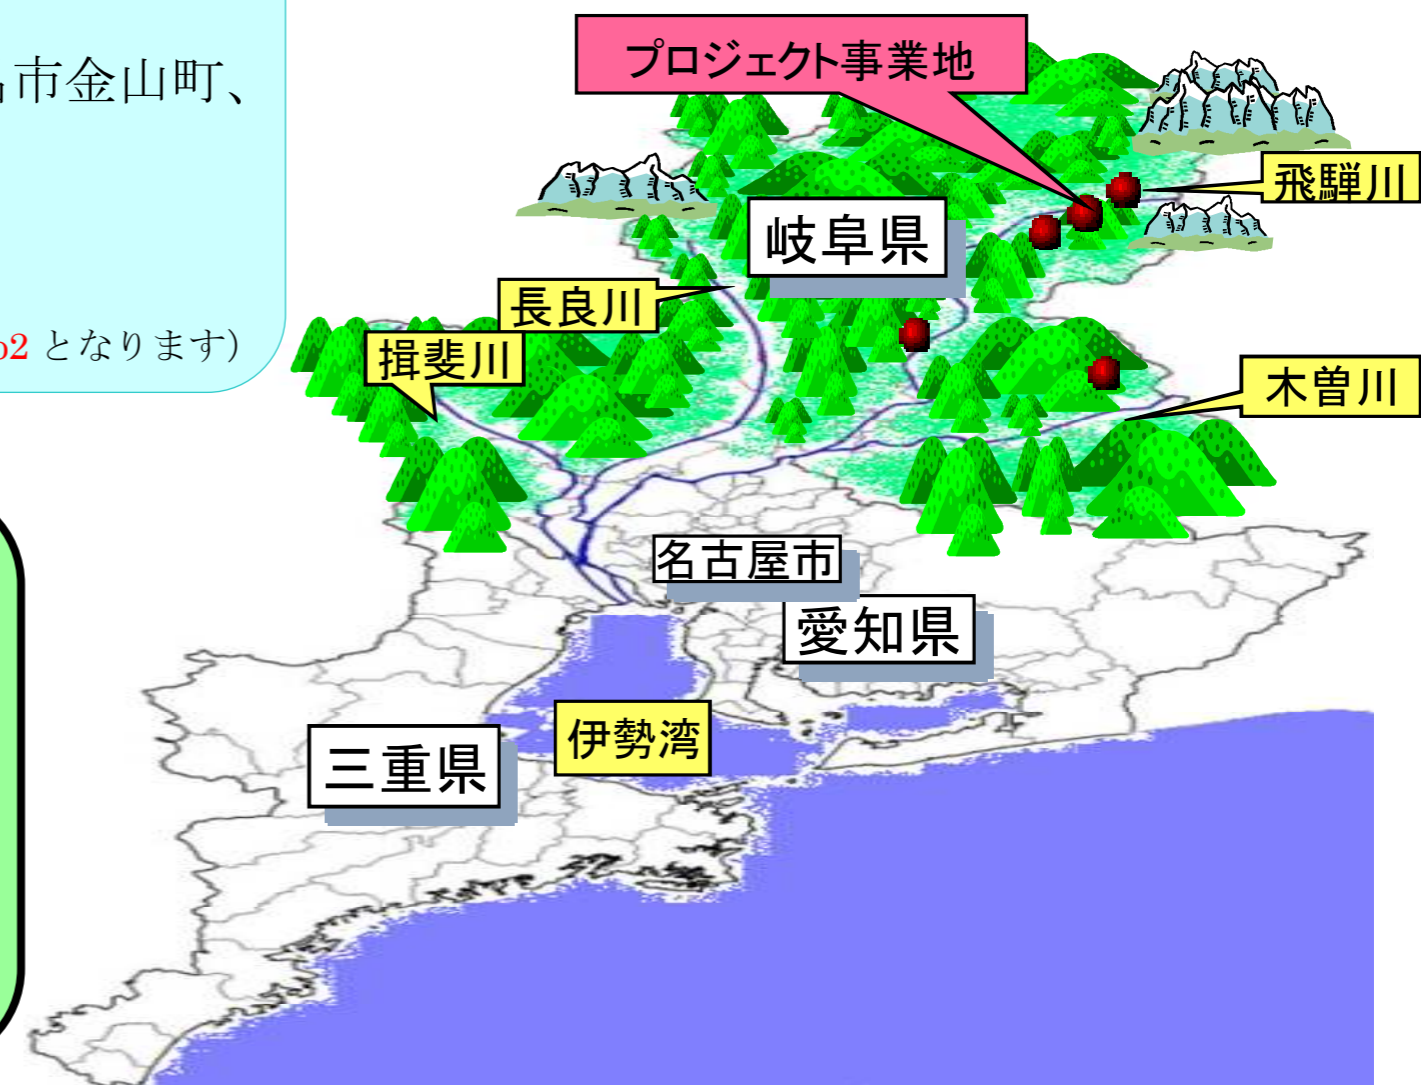 市金山町、
となります）
プロジェクト事業地
飛騨川
岐阜県
長良川
揖斐川
木曽川
名古屋市
愛知県
伊勢湾
三重県